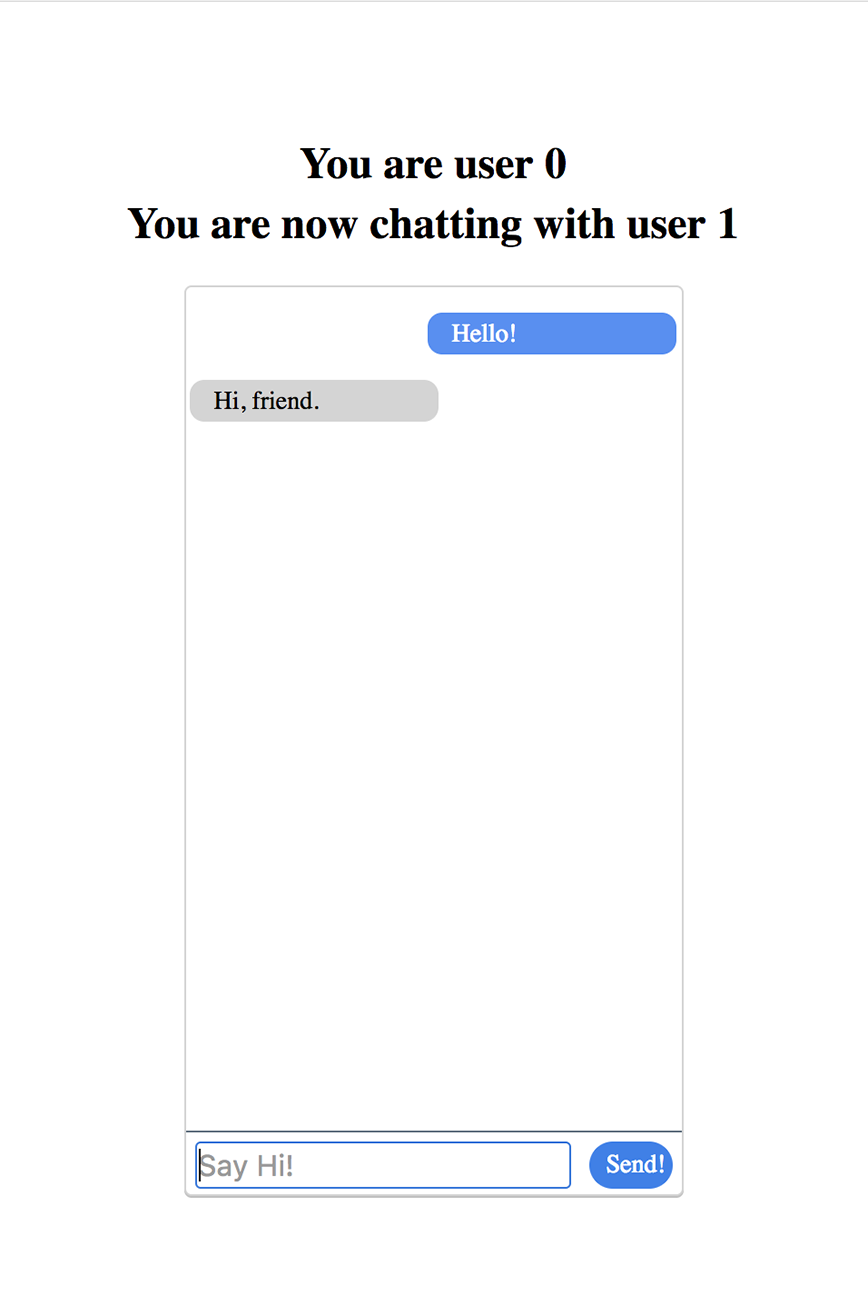 You are user 0
You are now chatting with user 1
Hello!
Hi, friend.
Say Hi!
Send!